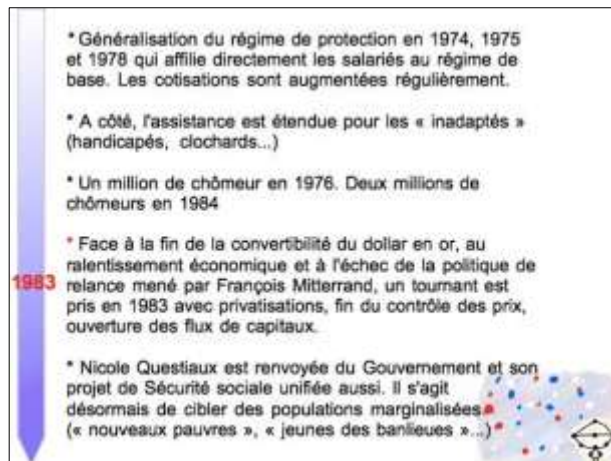 * Généralisation du régime de protection en 1974, 1975
et 1978 qui affilie directement les salariés au régime de
base. Les cotisations sont augmentées régulièrement.
* A côté, l'assistance est étendue pour les « inadaptés »
(handicapés, clochards...)
* Un million de chômeur en 1976. Deux millions de
chômeurs en 1984
* Face à la fin de la convertibilité du dollar en or, au
ralentissement économique et à l'échec de la politique de
1983 relance mené par François Mitterrand, un tournant est
pris en 1983 avec privatisations, fin du contrôle des prix,
ouverture des flux de capitaux.
* Nicole Questiaux est renvoyée du Gouvernement et son
projet de Sécurité sociale unifiée aussi. Il s'agit
désormais de cibler des populations marginalisées
(« nouveaux pauvres », « jeunes des banlieues »...)